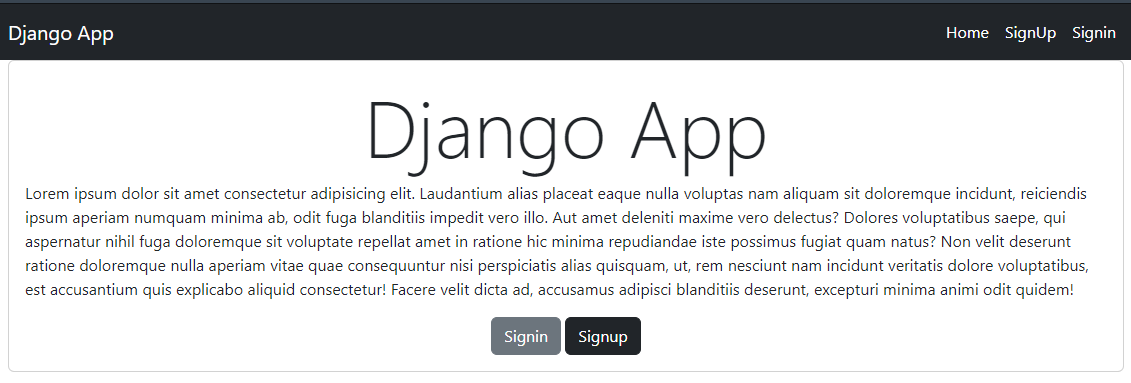 Django App
Home SignUp Signin
Django App
Lorem ipsum dolor sit amet consectetur adipisicing elit. Laudantium alias placeat eaque nulla voluptas nam aliquam sit doloremque incidunt, reiciendis
ipsum aperiam numquam minima ab, odit fuga blanditiis impedit vero illo. Aut amet deleniti maxime vero delectus? Dolores voluptatibus saepe, qui
aspernatur nihil fuga doloremque sit voluptate repellat amet in ratione hic minima repudiandae iste possimus fugiat quam natus? Non velit deserunt
ratione doloremque nulla aperiam vitae quae consequuntur nisi perspiciatis alias quisquam, ut, rem nesciunt nam incidunt veritatis dolore voluptatibus,
est accusantium quis explicabo aliquid consectetur! Facere velit dicta ad, accusamus adipisci blanditiis deserunt, excepturi minima animi odit quidem!
Signin Signup